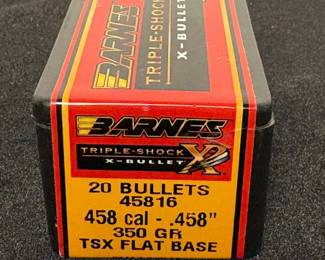 BARNES
TRIPLE-SHOCK
X-BULLET
BARNES
TRIPLE-SHOCK
X-BULLET X
20 BULLETS
45816
458 cal - .458"
350 GR
TSX FLAT BASE